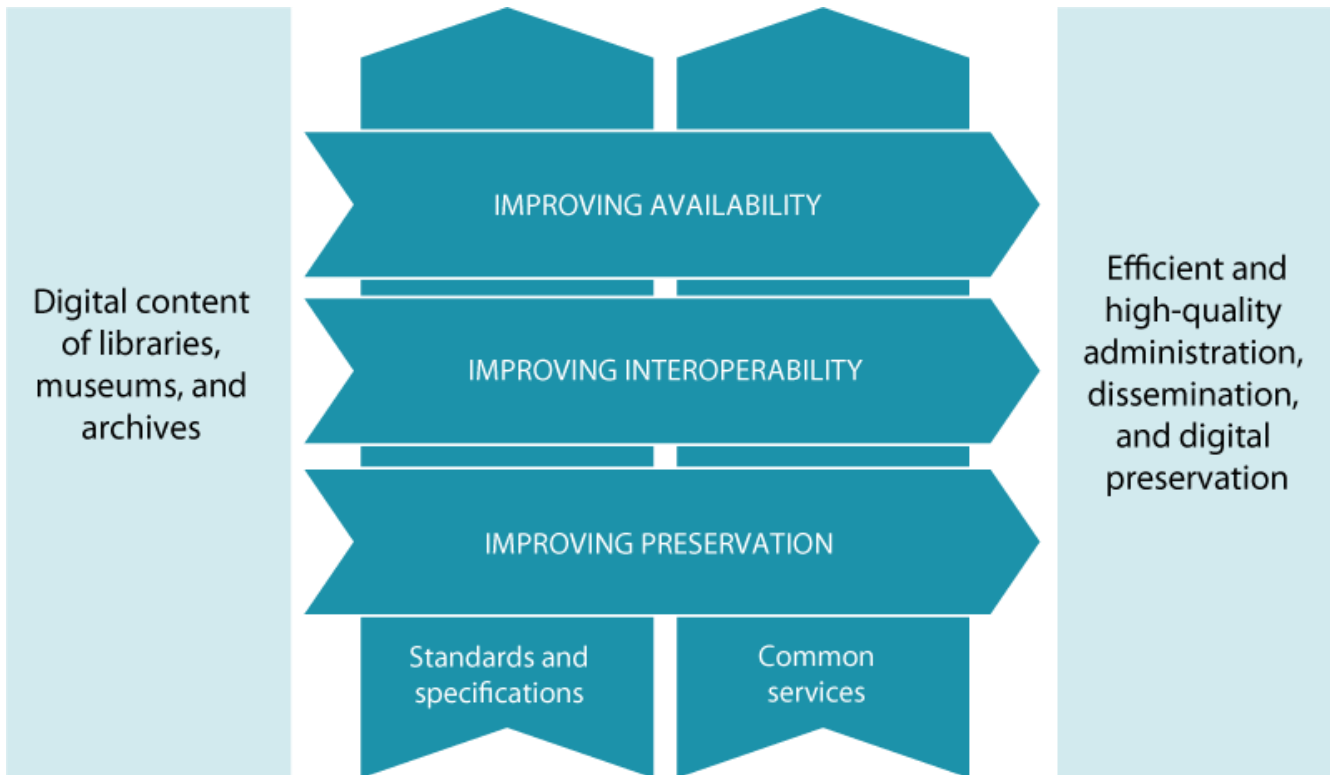 Digital content
of libraries,
museums, and
archives
IMPROVING AVAILABILITY
IMPROVING INTEROPERABILITY
IMPROVING PRESERVATION
Standards and
specifications
Common
services
Efficient and
high-quality
administration,
dissemination,
and digital
preservation